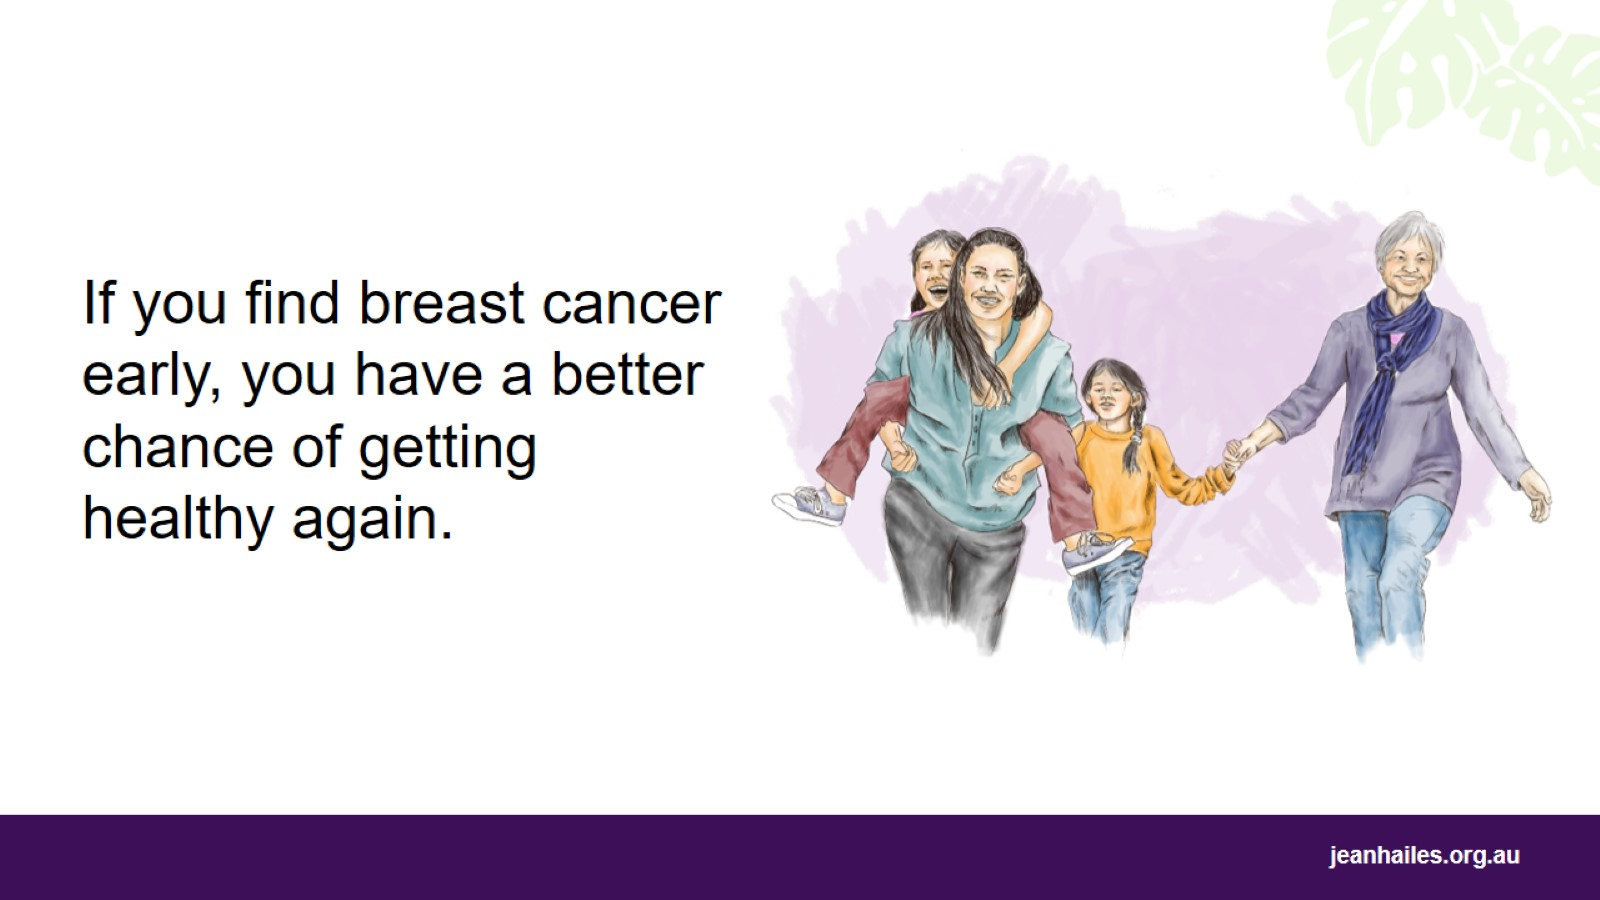 If you find breast cancer
early, you have a better
chance of getting
healthy again.
jeanhailes.org.au